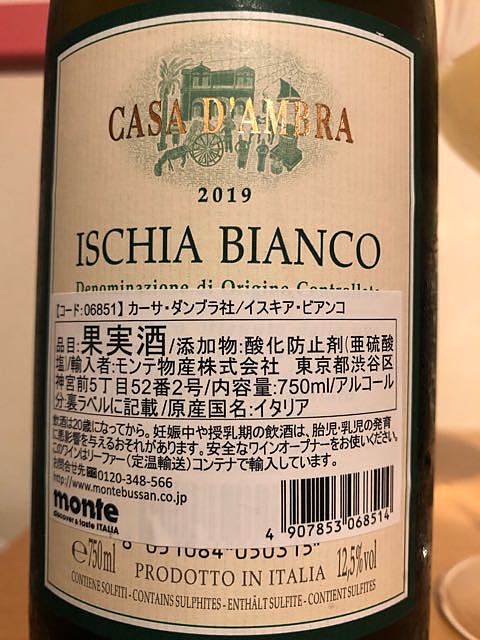 CASA D'AMBRA
2019
ISCHIA BIANCO
Denominazione di Origine Controllata
【コード:06851】カーサ・ダンブラ社/イスキア・ビアンコ
品目:果実酒/添加物:酸化防止剤(亜硫酸
塩)/輸入者:モンテ物産株式会社 東京都渋谷区
神宮前5丁目52番2号/内容量:750ml/アルコール
分:裏ラベルに記載/原産国名:イタリア
飲酒は20歳になってから。妊娠中や授乳期の飲酒は、胎児・乳児の発育
に悪影響を与えるおそれがあります。安全なワインオープナーをお使いください。
このワインはリーファー(定温輸送)コンテナで輸入しています。
お問合せ先 0120-348-566
http://www.montebussan.co.jp
monte
discover & taste ITALIA
4 907853 068514
8 031084 030315
℮750ml
12,5%vol
PRODOTTO IN ITALIA
CONTIENE SOLFITI - CONTAINS SULPHITES - ENTHÄLT SULFITE - CONTIENT SULFITES